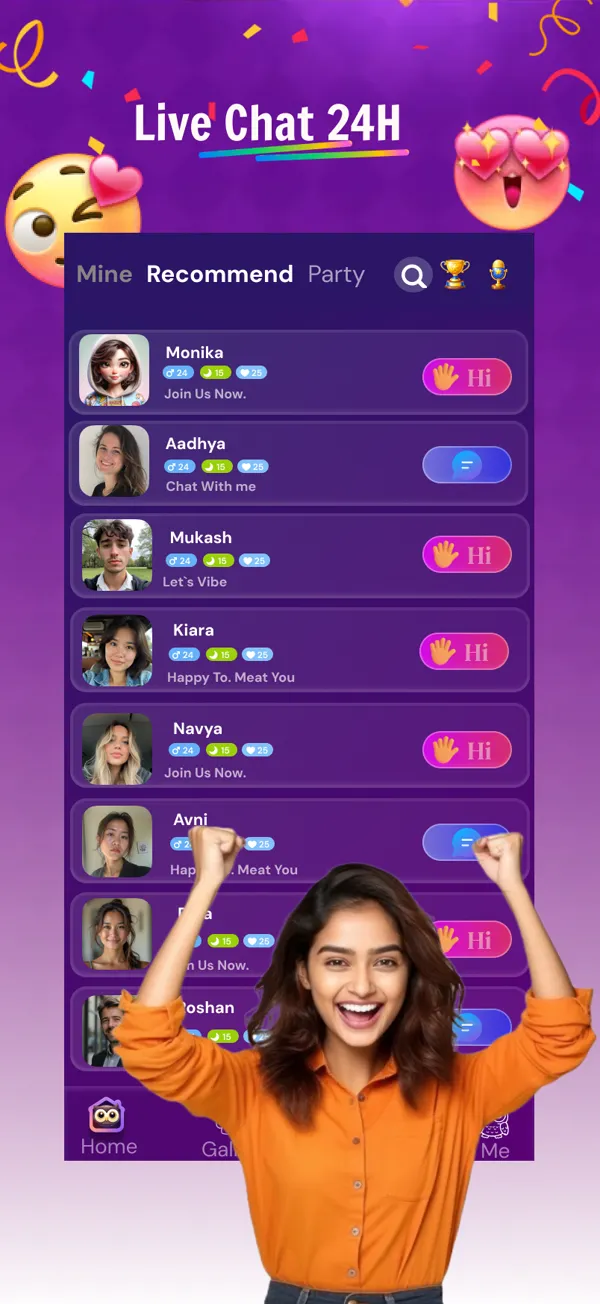 Live Chat 24H
Mine Recommend Party
Monika
24 15 25
Join Us Now.
Hi
Aadhya
24 15 25
Chat With me
Mukash
24 15 25
Let`s Vibe
Hi
Kiara
24 15 25
Happy To. Meat You
Hi
Navya
24 15 25
Join Us Now.
Hi
Avni
25
Meat You
15 25
Us Now.
Hi
15
Home
Me